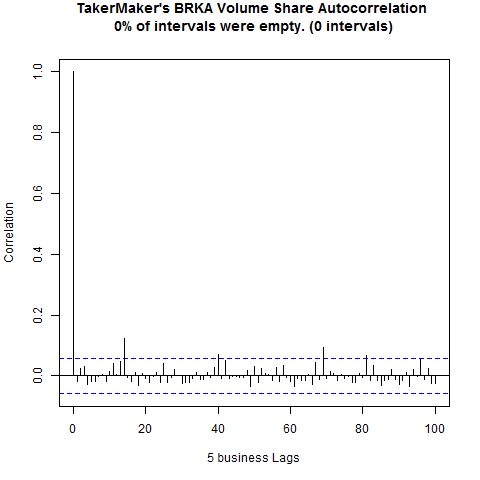 TakerMaker's BRKA Volume Share Autocorrelation
0% of intervals were empty. (0 intervals)
Correlation
1.0
0.8
0.6
0.4
0.2
0.0
0 20 40 60 80 100
5 business Lags